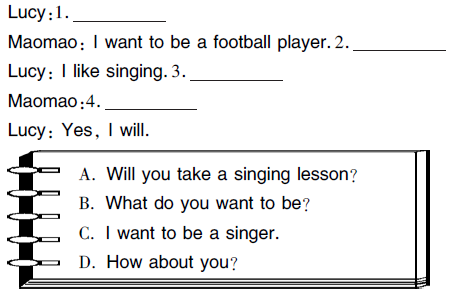 Lucy:1.__________
Maomao: I want to be a football player. 2.__________
Lucy: I like singing. 3.__________
Maomao:4.__________
Lucy: Yes, I will.
A. Will you take a singing lesson?
B. What do you want to be?
C. I want to be a singer.
D. How about you?